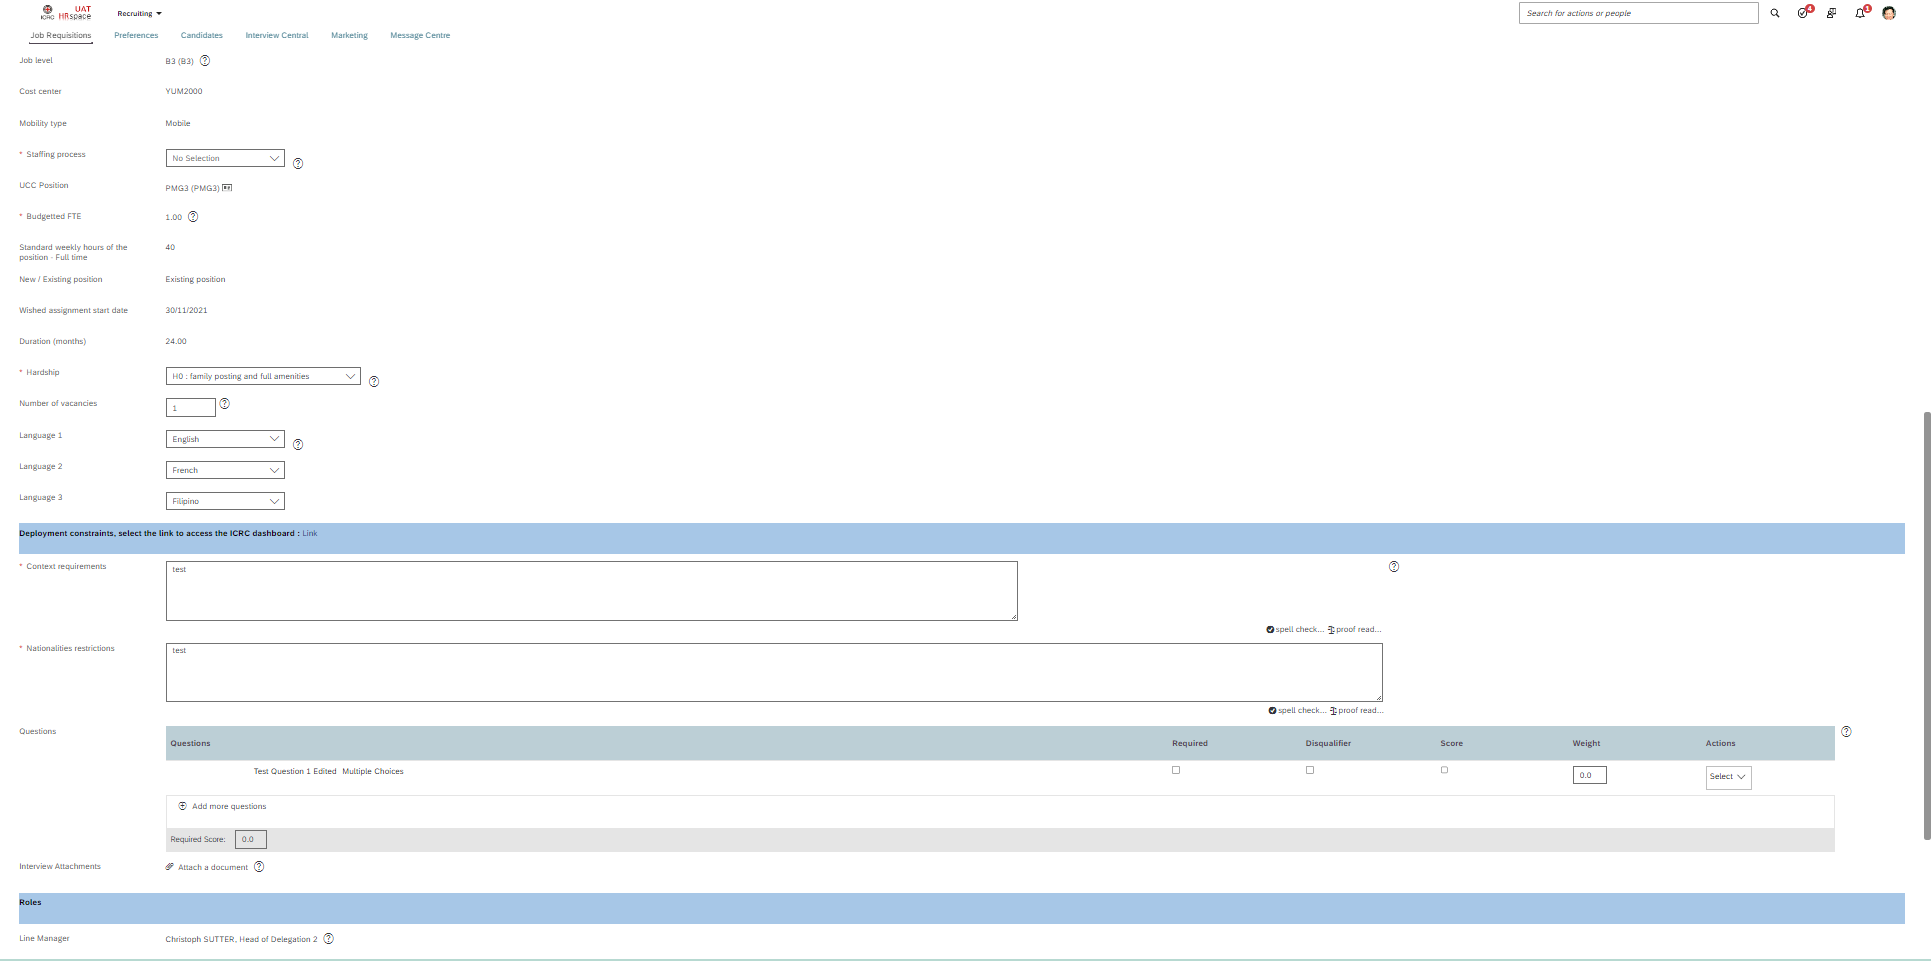 ICRC UAT HRspace Recruiting Search for actions or people 4 1
Job Requisitions Preferences Candidates Interview Central Marketing Message Centre
Job level B3 (B3) ?
Cost center YUM2000
Mobility type Mobile
* Staffing process No Selection ?
UCC Position PMG3 (PMG3)
* Budgetted FTE 1.00 ?
Standard weekly hours of the
position - Full time 40
New / Existing position Existing position
Wished assignment start date 30/11/2021
Duration (months) 24.00
* Hardship H0 : family posting and full amenities ?
Number of vacancies 1 ?
Language 1 English ?
Language 2 French
Language 3 Filipino
Deployment constraints, select the link to access the ICRC dashboard : Link
* Context requirements test ?
spell check... proof read...
* Nationalities restrictions test
spell check... proof read...
Questions ?
Questions Required Disqualifier Score Weight Actions
Test Question 1 Edited Multiple Choices 0.0 Select
Add more questions
Required Score: 0.0
Interview Attachments Attach a document ?
Roles
Line Manager Christoph SUTTER, Head of Delegation 2 ?